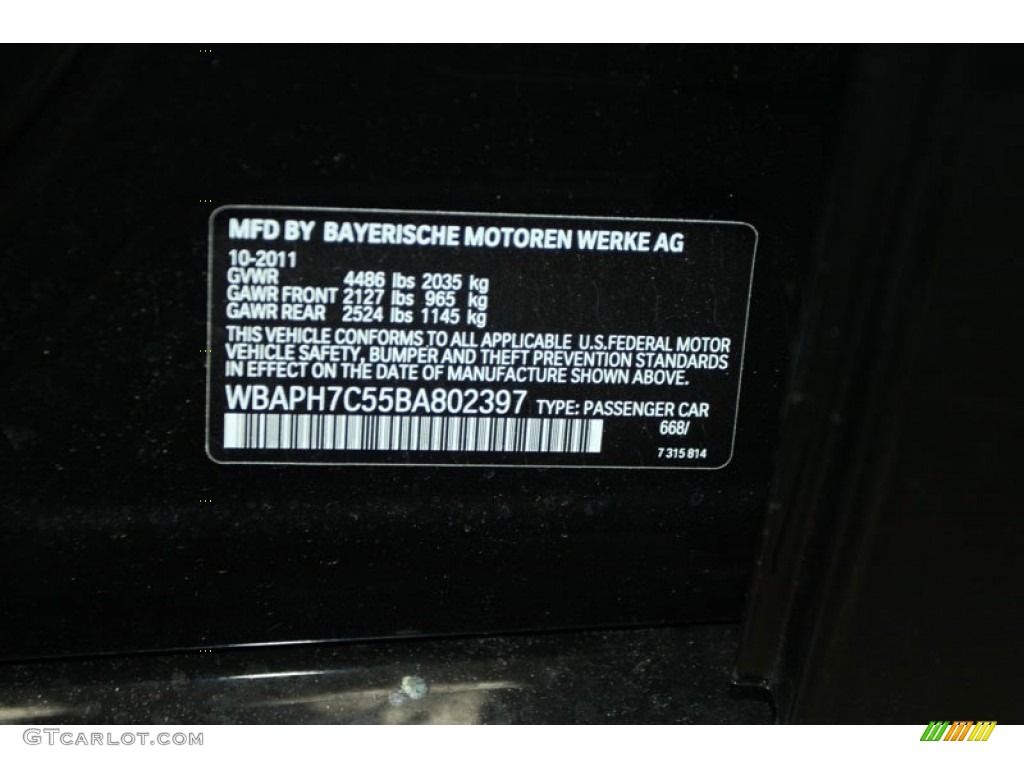 MFD BY BAYERISCHE MOTOREN WERKE AG
10-2011
GVWR 4486 lbs 2035 kg
GAWR FRONT 2127 lbs 965 kg
GAWR REAR 2524 lbs 1145 kg
THIS VEHICLE CONFORMS TO ALL APPLICABLE U.S.FEDERAL MOTOR
VEHICLE SAFETY, BUMPER AND THEFT PREVENTION STANDARDS
IN EFFECT ON THE DATE OF MANUFACTURE SHOWN ABOVE.
WBAPH7C55BA802397 TYPE: PASSENGER CAR
668/
7 315 814
GTCarLot.com